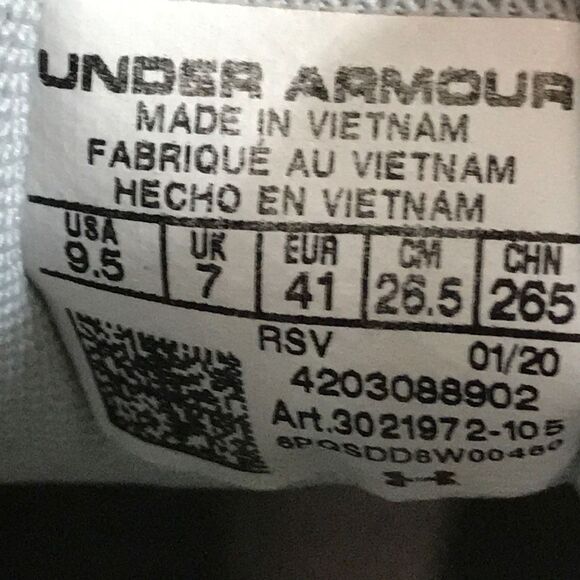 UNDER ARMOUR
MADE IN VIETNAM
FABRIQUÉ AU VIETNAM
HECHO EN VIETNAM
USA UK EUR CM CHN
9.5 7 41 26.5 265
RSV 01/20
4203088902
Art.3021972-105